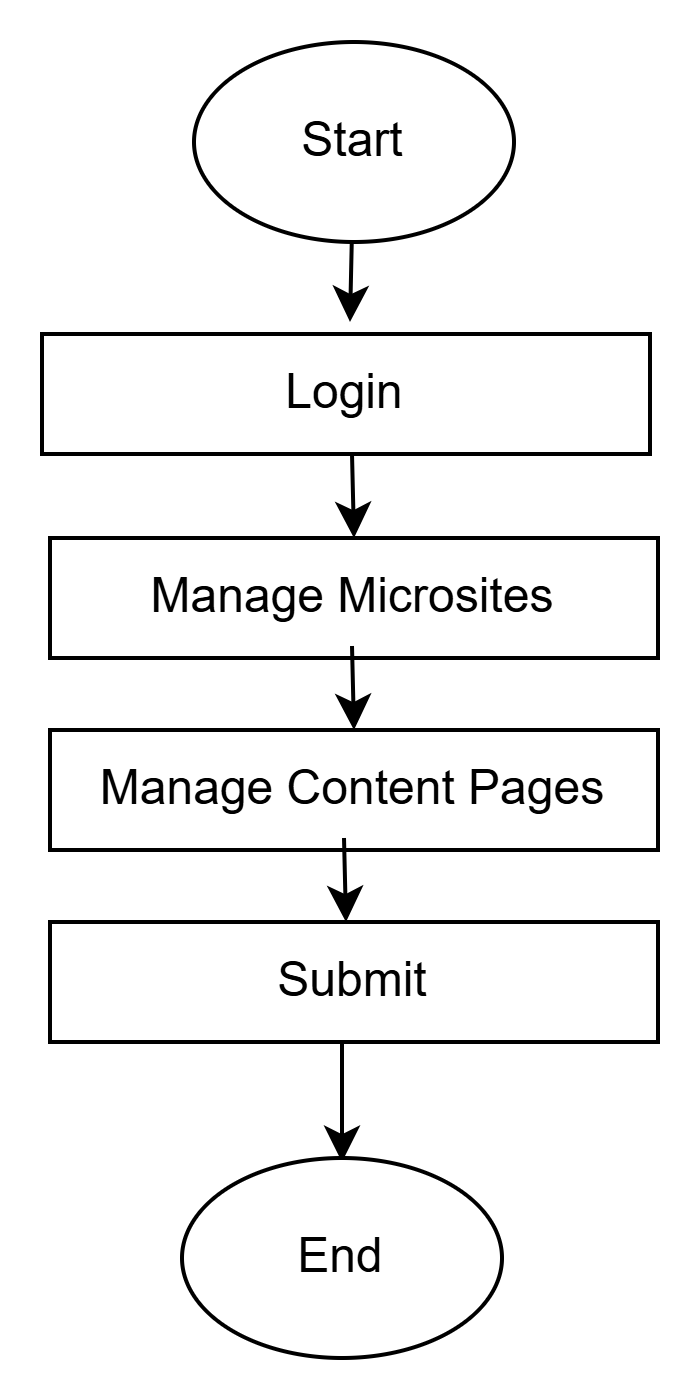 Start
Login
Manage Microsites
Manage Content Pages
Submit
End